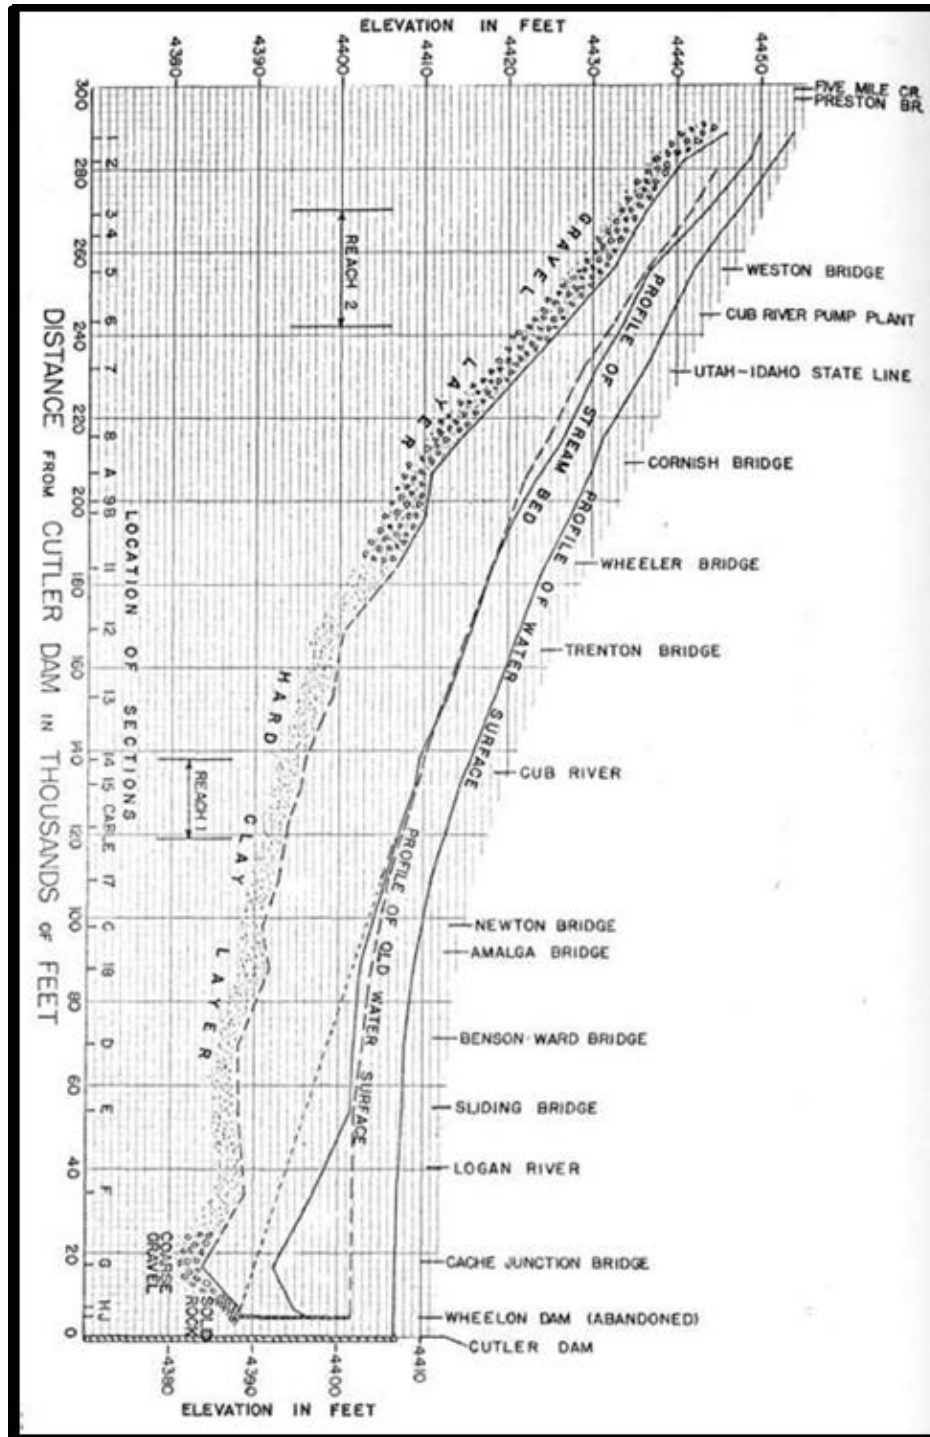 ELEVATION IN FEET
4380
4390
4400
4410
4420
4430
4440
4450
FIVE MILE CR.
PRESTON BR.
WESTON BRIDGE
CUB RIVER PUMP PLANT
UTAH-IDAHO STATE LINE
CORNISH BRIDGE
WHEELER BRIDGE
TRENTON BRIDGE
CUB RIVER
NEWTON BRIDGE
AMALGA BRIDGE
BENSON-WARD BRIDGE
SLIDING BRIDGE
LOGAN RIVER
CACHE JUNCTION BRIDGE
WHEELON DAM (ABANDONED)
CUTLER DAM
300
280
260
240
220
200
180
160
140
120
100
80
60
40
20
0
DISTANCE FROM CUTLER DAM IN THOUSANDS OF FEET
1
2
3
4
5
6
7
8
A
9B
11
12
13
14
15
CABLE
17
C
18
D
E
F
G
H
J
LOCATION OF SECTIONS
REACH 2
REACH 1
GRAVEL LAYER
HARD CLAY LAYER
PROFILE OF STREAM BED
PROFILE OF WATER SURFACE
PROFILE OF OLD WATER SURFACE
COARSE GRAVEL
SOLID ROCK
4380
4390
4400
4410
ELEVATION IN FEET